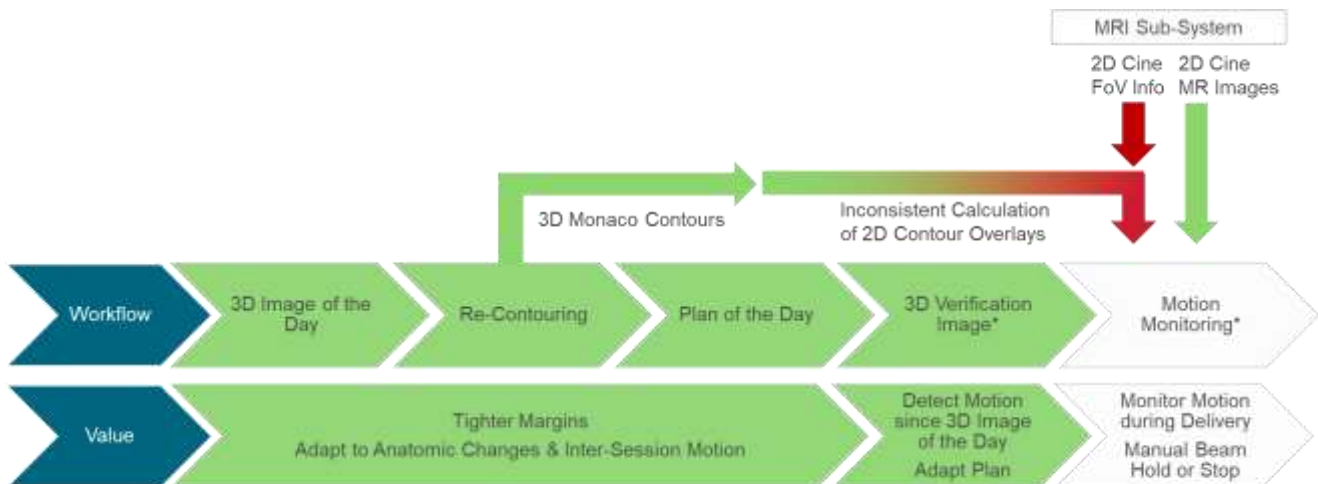 MRI Sub-System
2D Cine
FoV Info
2D Cine
MR Images
3D Monaco Contours
Inconsistent Calculation
of 2D Contour Overlays
Workflow
3D Image of the
Day
Re-Contouring
Plan of the Day
3D Verification
Image*
Motion
Monitoring*
Value
Tighter Margins
Adapt to Anatomic Changes & Inter-Session Motion
Detect Motion
since 3D Image
of the Day
Adapt Plan
Monitor Motion
during Delivery
Manual Beam
Hold or Stop